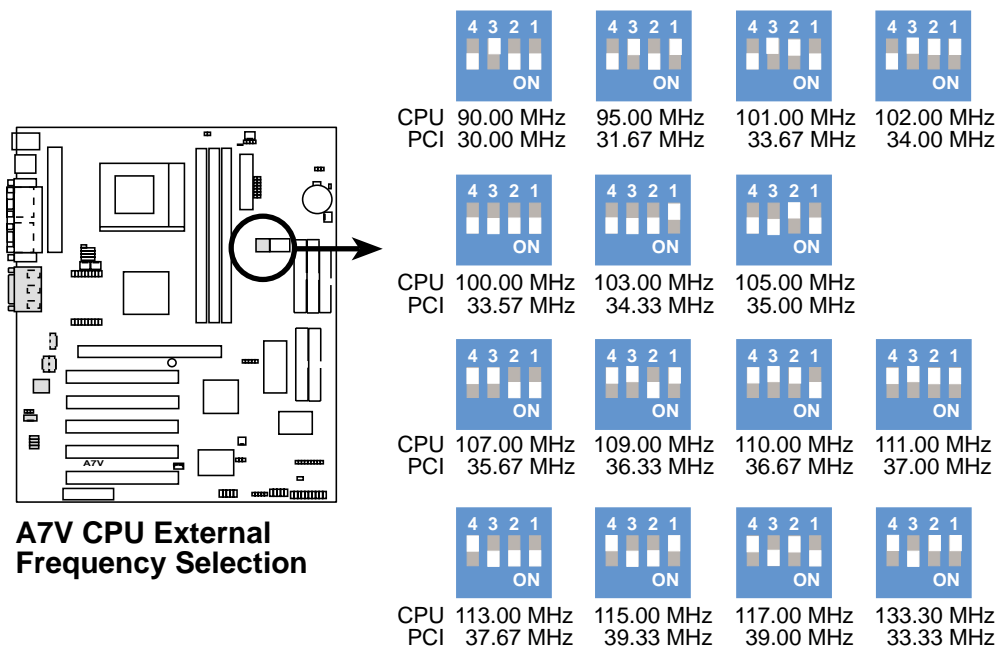 4 3 2 1 4 3 2 1 4 3 2 1 4 3 2 1
ON ON ON ON
CPU 90.00 MHz 95.00 MHz 101.00 MHz 102.00 MHz
PCI 30.00 MHz 31.67 MHz 33.67 MHz 34.00 MHz
4 3 2 1 4 3 2 1 4 3 2 1
ON ON ON
CPU 100.00 MHz 103.00 MHz 105.00 MHz
PCI 33.57 MHz 34.33 MHz 35.00 MHz
4 3 2 1 4 3 2 1 4 3 2 1 4 3 2 1
ON ON ON ON
CPU 107.00 MHz 109.00 MHz 110.00 MHz 111.00 MHz
PCI 35.67 MHz 36.33 MHz 36.67 MHz 37.00 MHz
A7V
4 3 2 1 4 3 2 1 4 3 2 1 4 3 2 1
ON ON ON ON
CPU 113.00 MHz 115.00 MHz 117.00 MHz 133.30 MHz
PCI 37.67 MHz 39.33 MHz 39.00 MHz 33.33 MHz
A7V CPU External
Frequency Selection